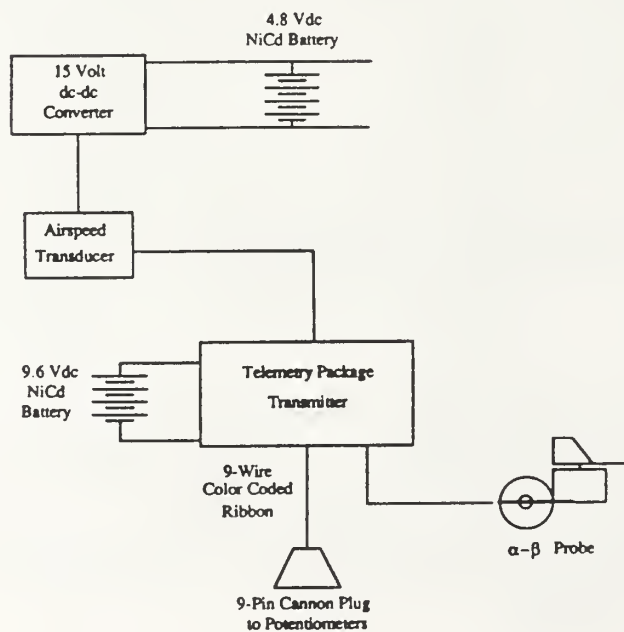 4.8 Vdc
NiCd Battery
15 Volt
dc-dc
Converter
Airspeed
Transducer
9.6 Vdc
NiCd
Battery
Telemetry Package
Transmitter
9-Wire
Color Coded
Ribbon
α-β Probe
9-Pin Cannon Plug
to Potentiometers